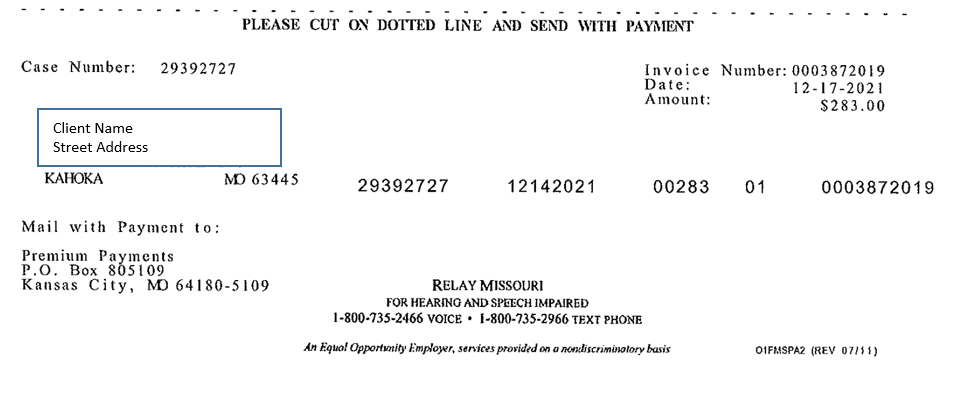 PLEASE CUT ON DOTTED LINE AND SEND WITH PAYMENT
Case Number: 29392727
Invoice Number: 0003872019
Date: 12-17-2021
Amount: $283.00
Client Name
Street Address
KAHOKA MO 63445
29392727 12142021 00283 01 0003872019
Mail with Payment to:
Premium Payments
P.O. Box 805109
Kansas City, MO 64180-5109
RELAY MISSOURI
FOR HEARING AND SPEECH IMPAIRED
1-800-735-2466 VOICE • 1-800-735-2966 TEXT PHONE
An Equal Opportunity Employer, services provided on a nondiscriminatory basis
O1FMSPA2 (REV 07/11)